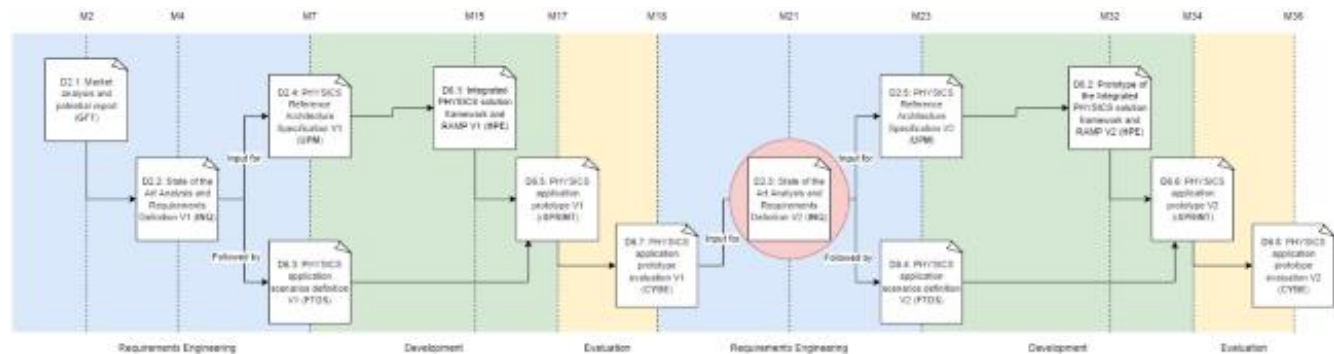 M2
M4
M7
M15
M17
M18
M21
M23
M32
M34
M36
D2.1: Market
analysis and
potential report
(GFT)
D2.2: State of the
Art Analysis and
Requirements
Definition V1 (INQ)
Input for
Followed by
D2.4: PHYSICS
Reference
Architecture
Specification V1
(UPM)
D6.3: PHYSICS
application
scenarios definition
V1 (FTDS)
D6.1: Integrated
PHYSICS solution
framework and
RAMP V1 (HPE)
D6.5: PHYSICS
application
prototype V1
(ISPRINT)
D6.7: PHYSICS
application
prototype
evaluation V1
(CYBE)
Input for
D2.3: State of the
Art Analysis and
Requirements
Definition V2 (INQ)
Input for
Followed by
D2.5: PHYSICS
Reference
Architecture
Specification V2
(UPM)
D6.4: PHYSICS
application
scenarios definition
V2 (FTDS)
D6.2: Prototype of
the Integrated
PHYSICS solution
framework and
RAMP V2 (HPE)
D6.6: PHYSICS
application
prototype V2
(ISPRINT)
D6.8: PHYSICS
application
prototype
evaluation V2
(CYBE)
Requirements Engineering
Development
Evaluation
Requirements Engineering
Development
Evaluation